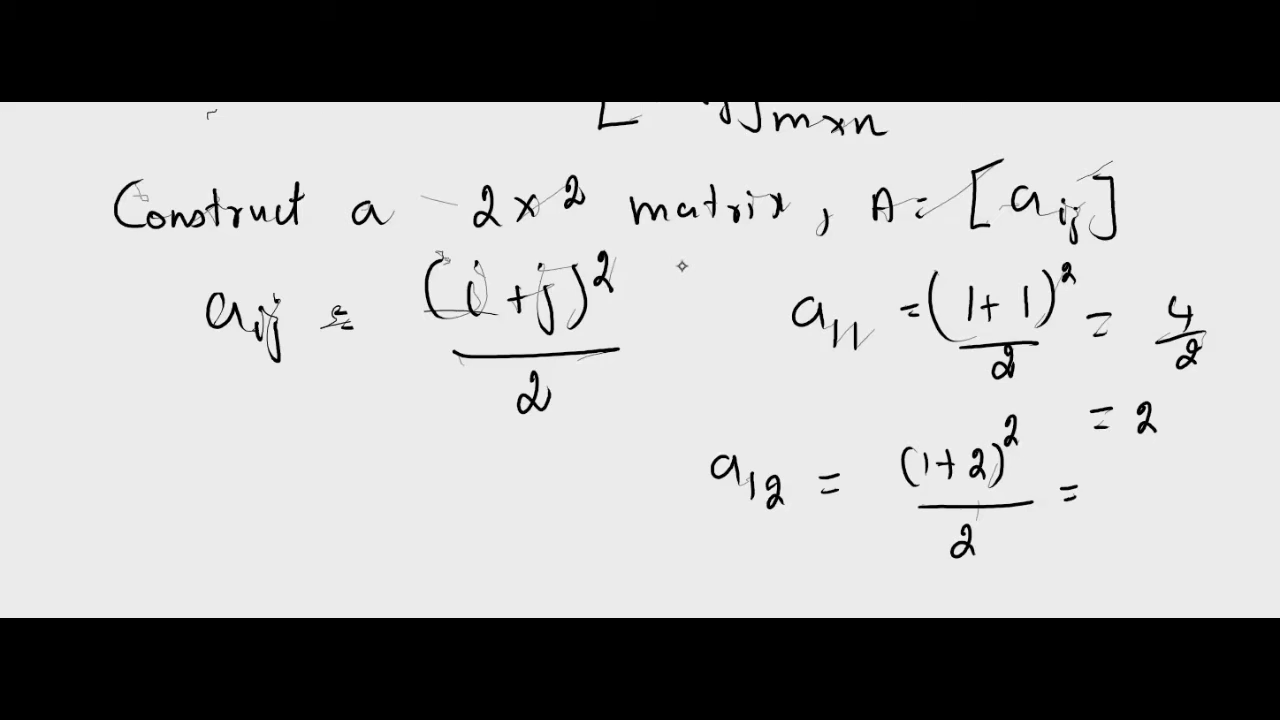 ]m×n
Construct a 2×2 matrix, A = [aij]
aij = (i+j)²/2
a11 = (1+1)²/2 = 4/2
= 2
a12 = (1+2)²/2 =